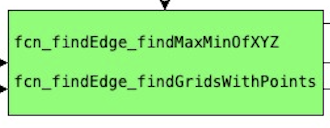 fcn_findEdge_findMaxMinOfXYZ
fcn_findEdge_findGridsWithPoints